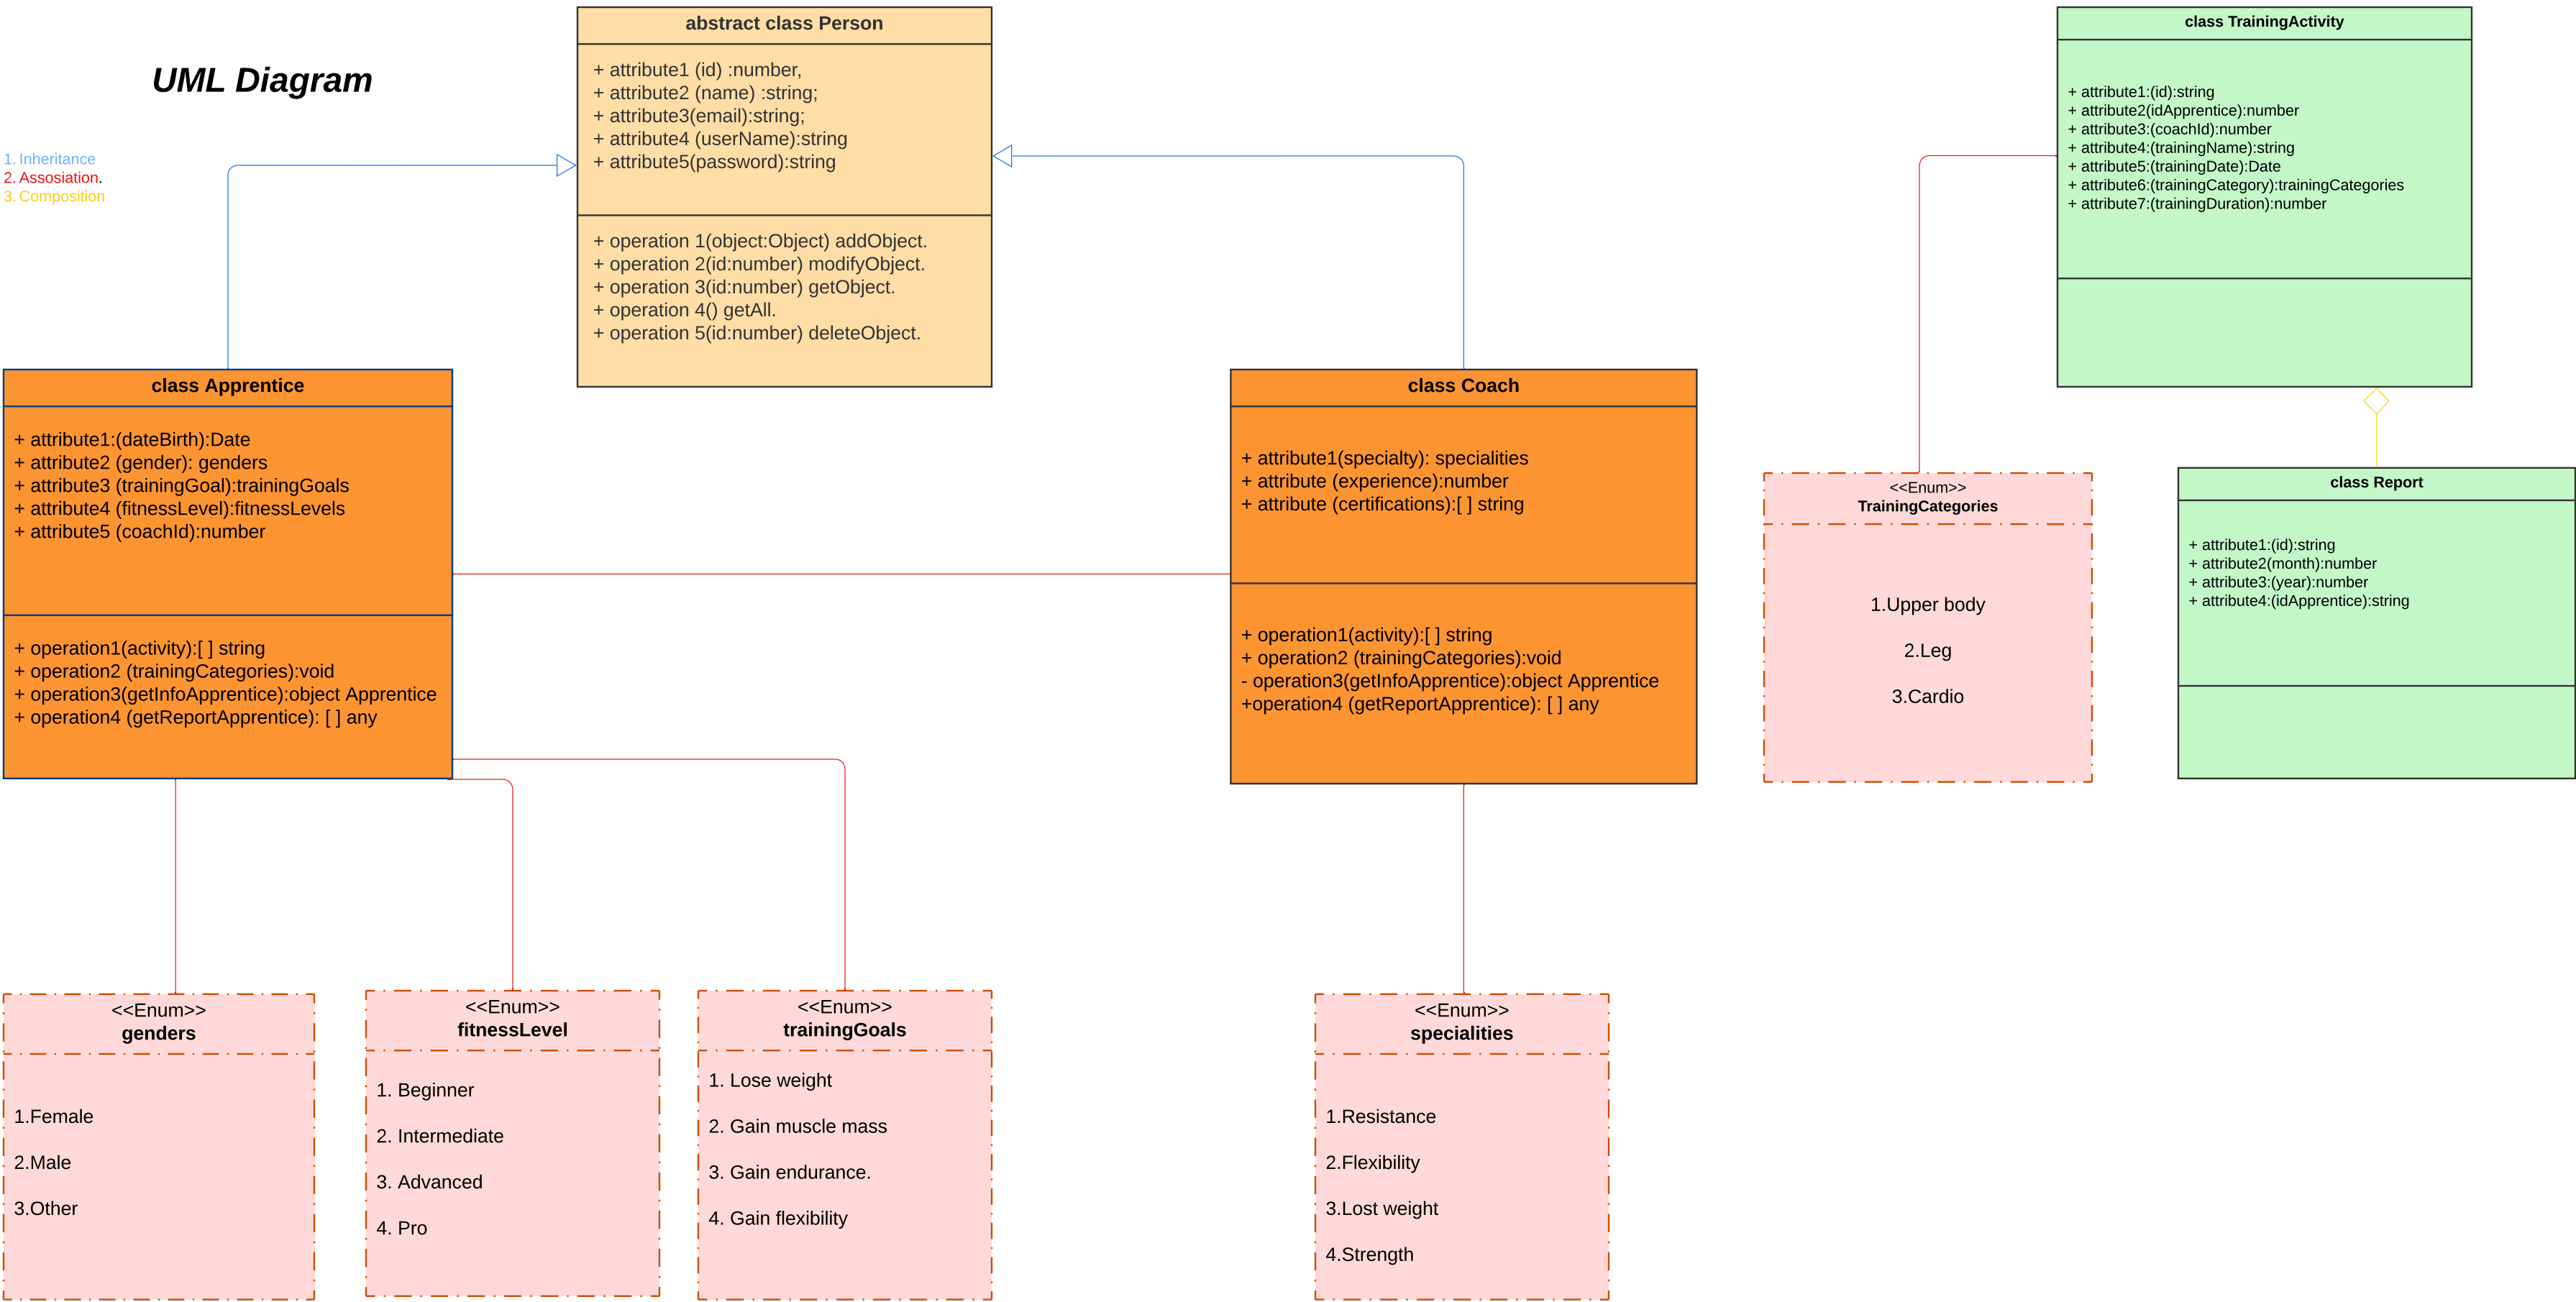 UML Diagram
1. Inheritance
2. Assosiation.
3. Composition
abstract class Person
+ attribute1 (id) :number,
+ attribute2 (name) :string;
+ attribute3(email):string;
+ attribute4 (userName):string
+ attribute5(password):string
+ operation 1(object:Object) addObject.
+ operation 2(id:number) modifyObject.
+ operation 3(id:number) getObject.
+ operation 4() getAll.
+ operation 5(id:number) deleteObject.
class TrainingActivity
+ attribute1:(id):string
+ attribute2(idApprentice):number
+ attribute3:(coachId):number
+ attribute4:(trainingName):string
+ attribute5:(trainingDate):Date
+ attribute6:(trainingCategory):trainingCategories
+ attribute7:(trainingDuration):number
class Apprentice
+ attribute1:(dateBirth):Date
+ attribute2 (gender): genders
+ attribute3 (trainingGoal):trainingGoals
+ attribute4 (fitnessLevel):fitnessLevels
+ attribute5 (coachId):number
+ operation1(activity):[ ] string
+ operation2 (trainingCategories):void
+ operation3(getInfoApprentice):object Apprentice
+ operation4 (getReportApprentice): [ ] any
class Coach
+ attribute1(specialty): specialities
+ attribute (experience):number
+ attribute (certifications):[ ] string
+ operation1(activity):[ ] string
+ operation2 (trainingCategories):void
- operation3(getInfoApprentice):object Apprentice
+operation4 (getReportApprentice): [ ] any
<<Enum>>
TrainingCategories
1.Upper body
2.Leg
3.Cardio
class Report
+ attribute1:(id):string
+ attribute2(month):number
+ attribute3:(year):number
+ attribute4:(idApprentice):string
<<Enum>>
genders
1.Female
2.Male
3.Other
<<Enum>>
fitnessLevel
1. Beginner
2. Intermediate
3. Advanced
4. Pro
<<Enum>>
trainingGoals
1. Lose weight
2. Gain muscle mass
3. Gain endurance.
4. Gain flexibility
<<Enum>>
specialities
1.Resistance
2.Flexibility
3.Lost weight
4.Strength